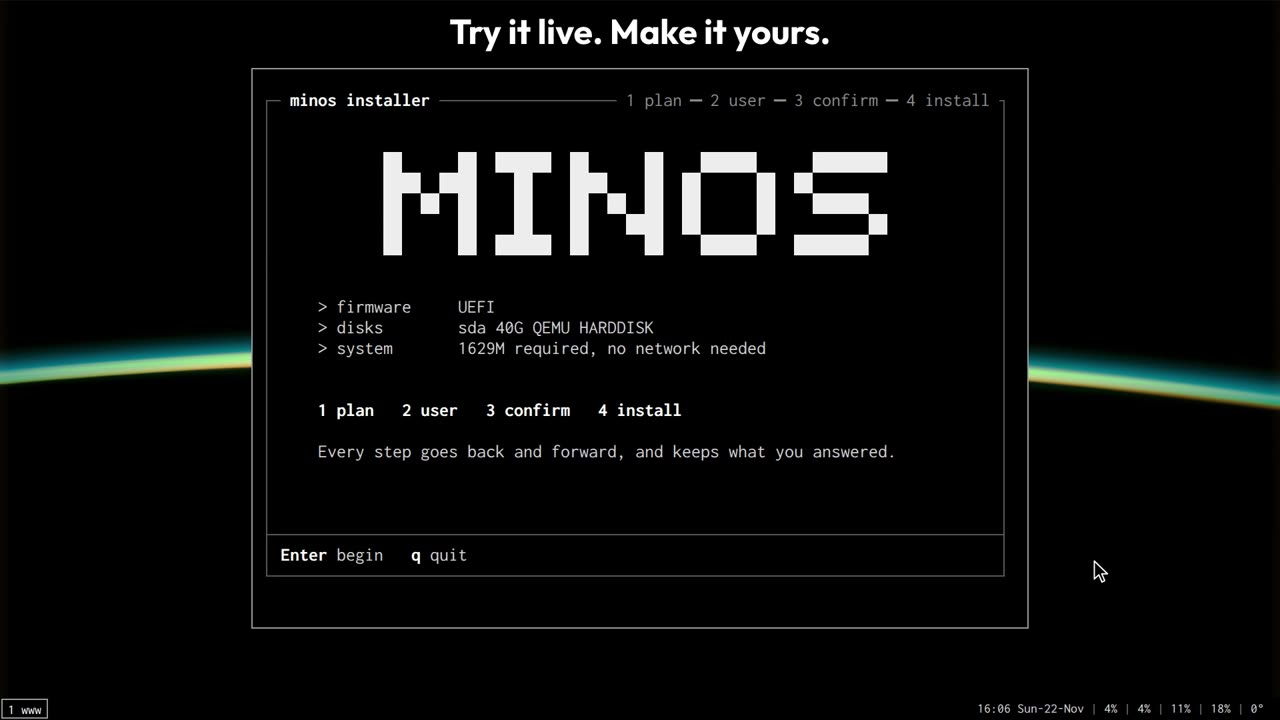 Try it live. Make it yours.
minos installer 1 plan — 2 user — 3 confirm — 4 install
MINOS
> firmware UEFI
> disks sda 40G QEMU HARDDISK
> system 1629M required, no network needed
1 plan 2 user 3 confirm 4 install
Every step goes back and forward, and keeps what you answered.
Enter begin q quit
1 www 16:06 Sun-22-Nov | 4% | 4% | 11% | 18% | 0°